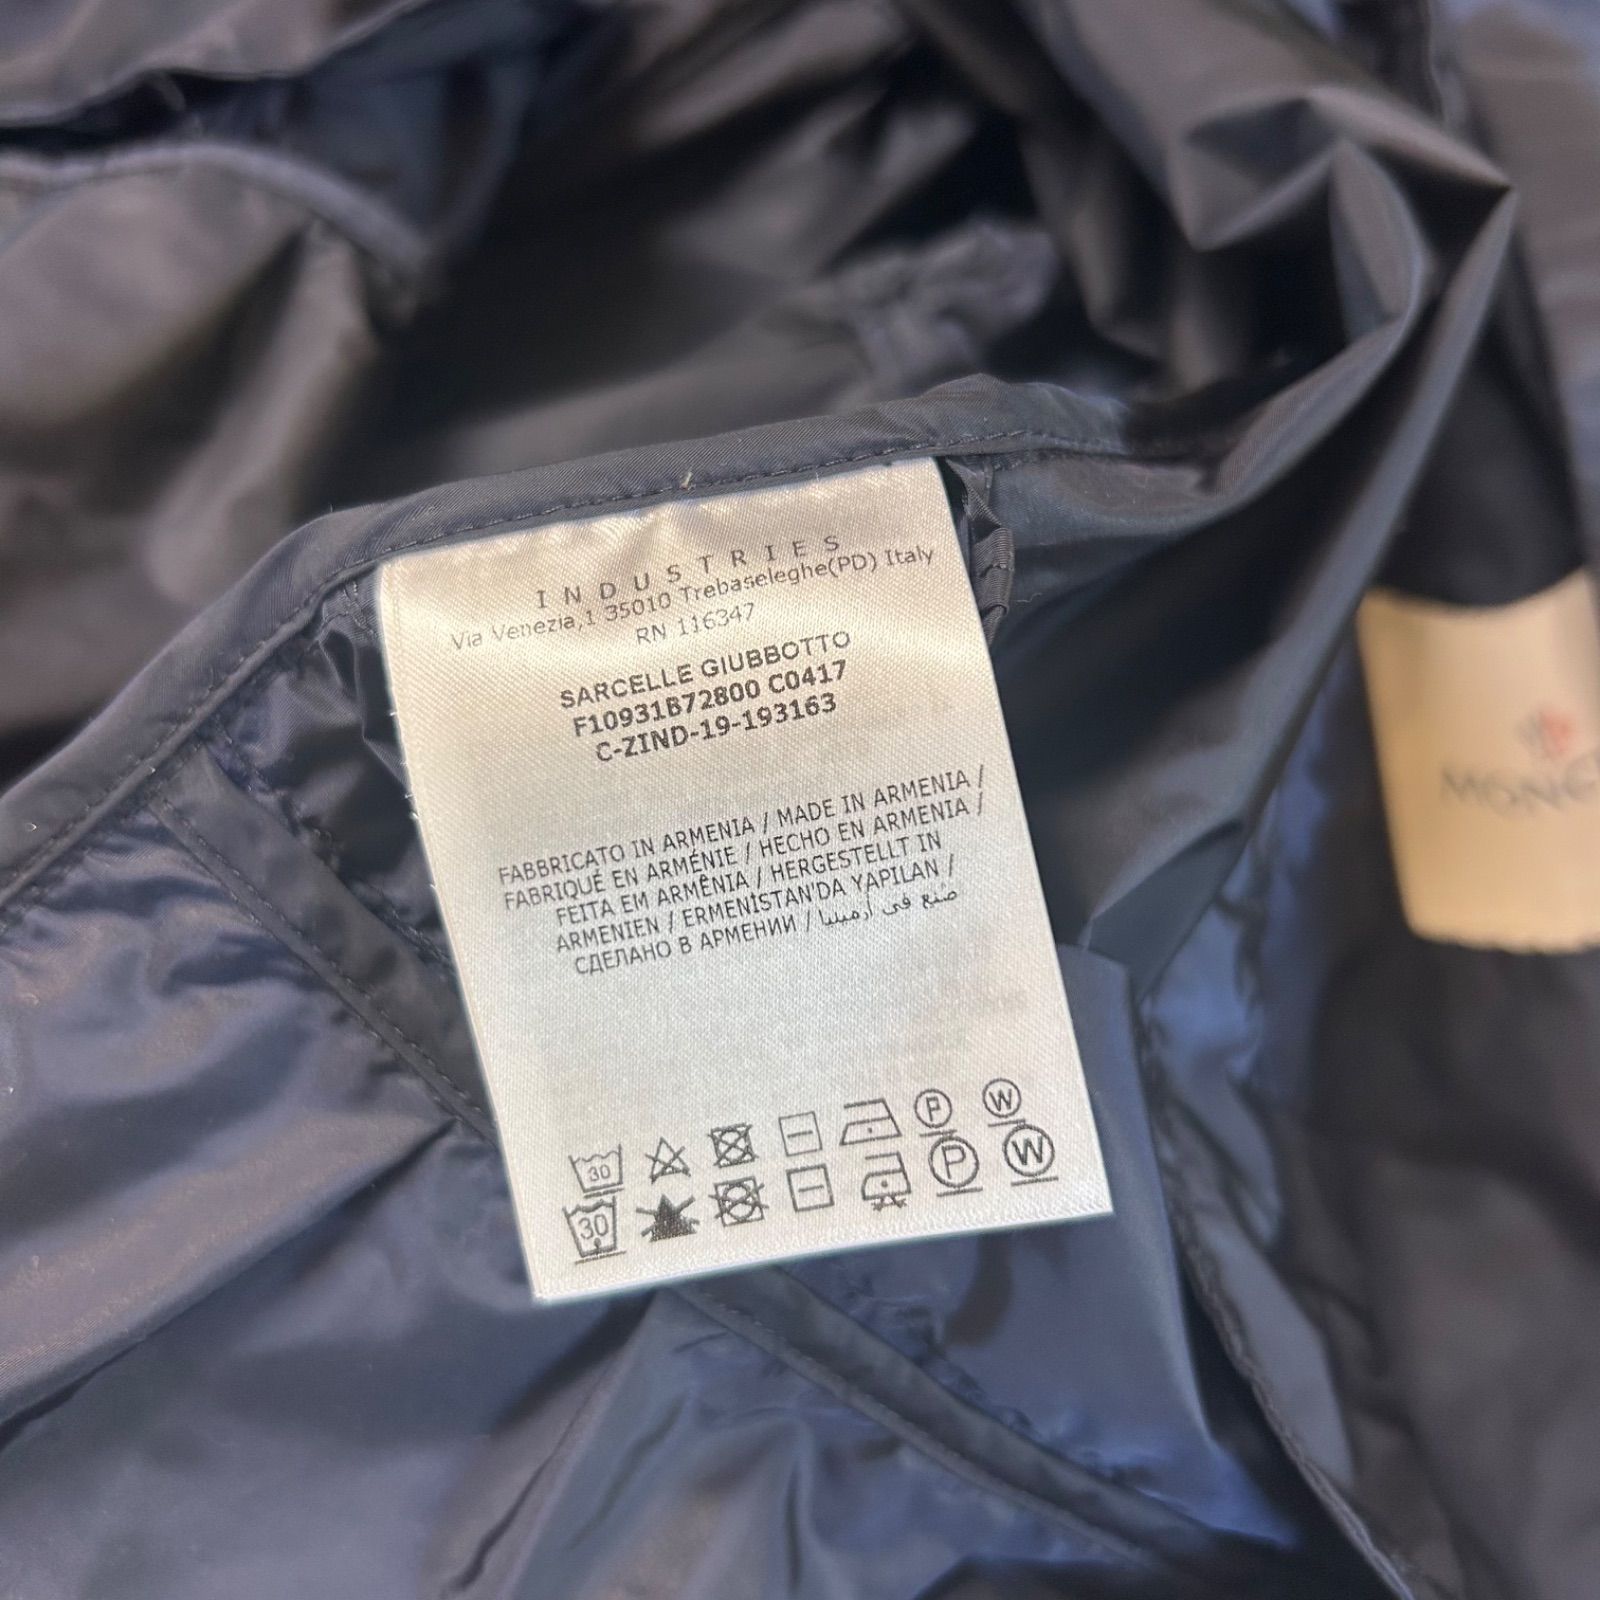 INDUSTRIES
Via Venezia,1 35010 Trebaseleghe(PD) Italy
RN 116347
SARCELLE GIUBBOTTO
F10931B72800 C0417
C-ZIND-19-193163
FABBRICATO IN ARMENIA / MADE IN ARMENIA /
FABRIQUÉ EN ARMÉNIE / HECHO EN ARMENIA /
FEITA EM ARMÊNIA / HERGESTELLT IN
ARMENIEN / ERMENİSTAN'DA YAPILAN /
СДЕЛАНО В АРМЕНИИ / صنع في أرمينيا
30 P W
30 P W